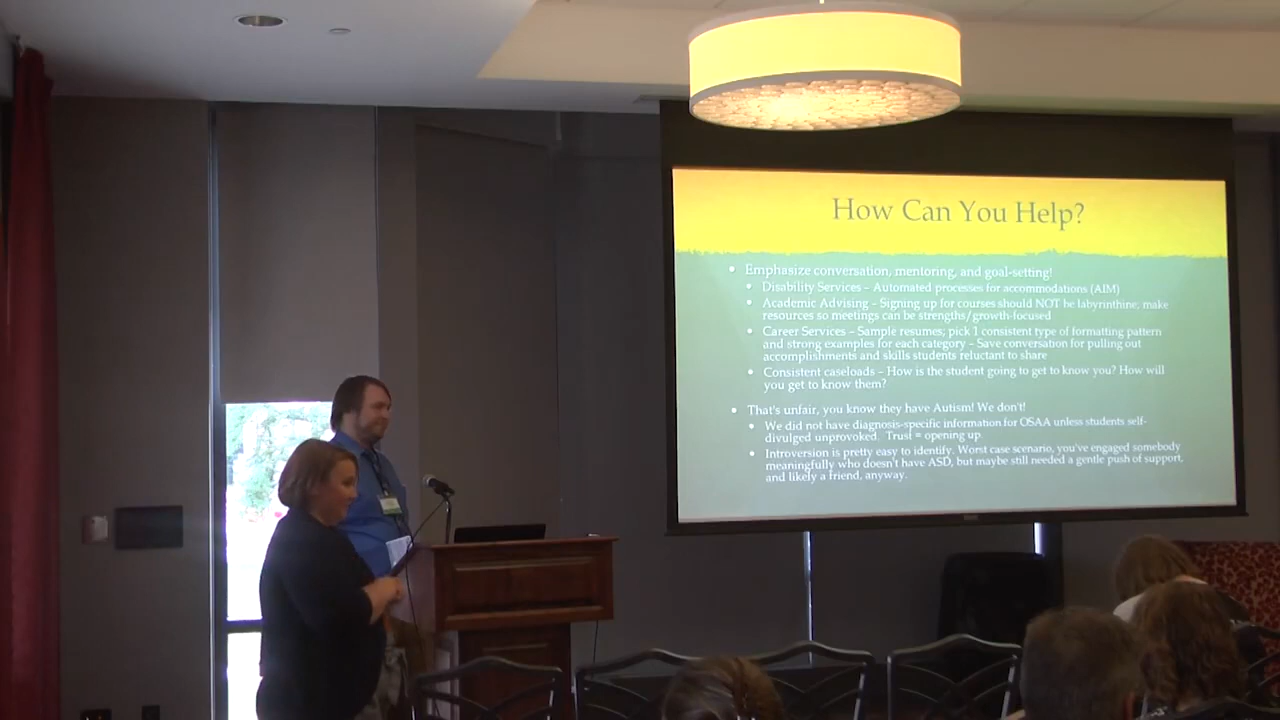 How Can You Help?
• Emphasize conversation, mentoring, and goal-setting!
• Disability Services – Automated processes for accommodations (AIM)
• Academic Advising – Signing up for courses should NOT be labyrinthine; make
resources so meetings can be strengths/growth-focused
• Career Services – Sample resumes; pick 1 consistent type of formatting pattern
and strong examples for each category – Save conversation for pulling out
accomplishments and skills students reluctant to share
• Consistent caseloads – How is the student going to get to know you? How will
you get to know them?
• That's unfair, you know they have Autism! We don't!
• We did not have diagnosis-specific information for OSAA unless students self-
divulged unprovoked. Trust = opening up.
• Introversion is pretty easy to identify. Worst case scenario, you've engaged somebody
meaningfully who doesn't have ASD, but maybe still needed a gentle push of support,
and likely a friend, anyway.